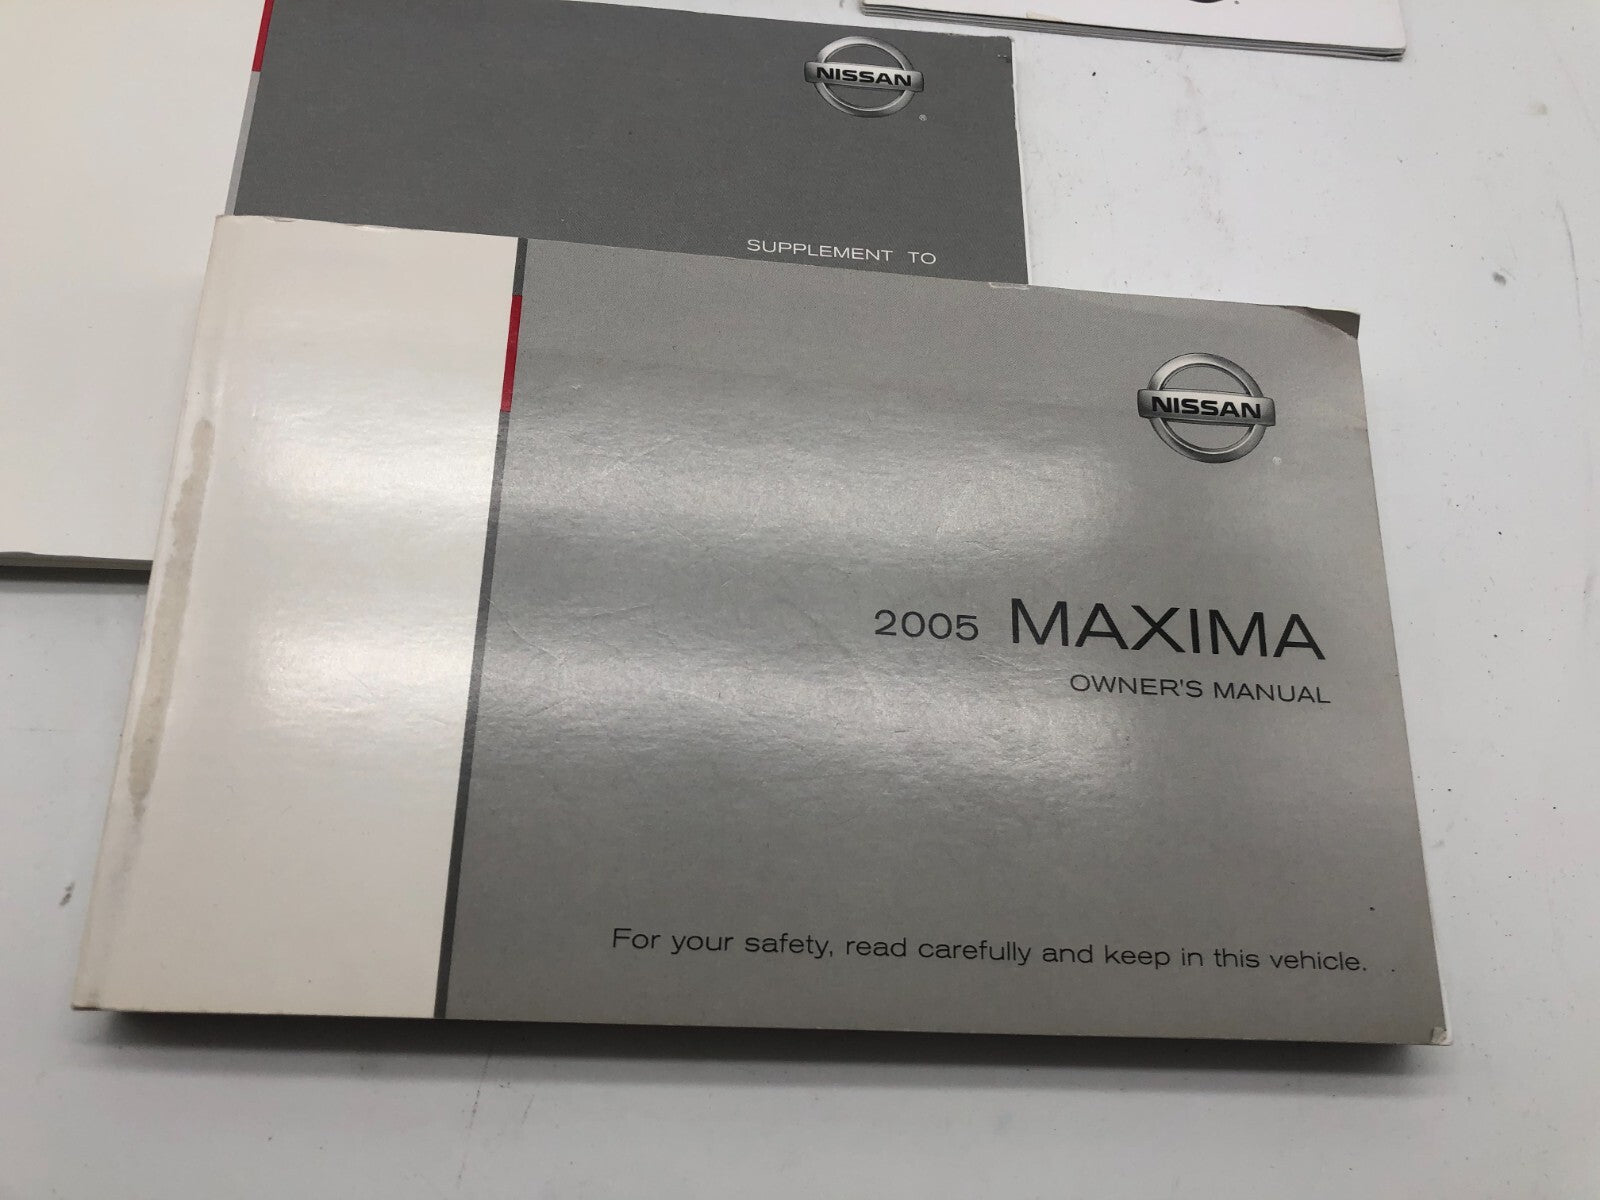 NISSAN
®
SUPPLEMENT TO
NISSAN
®
2005 MAXIMA
OWNER'S MANUAL
For your safety, read carefully and keep in this vehicle.